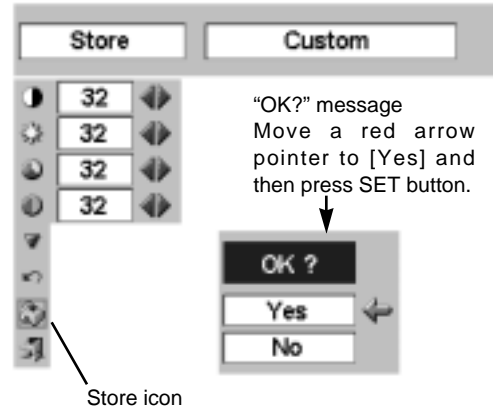 Store
Custom
32
32
32
32
“OK?” message
Move a red arrow
pointer to [Yes] and
then press SET button.
OK ?
Yes
No
Store icon